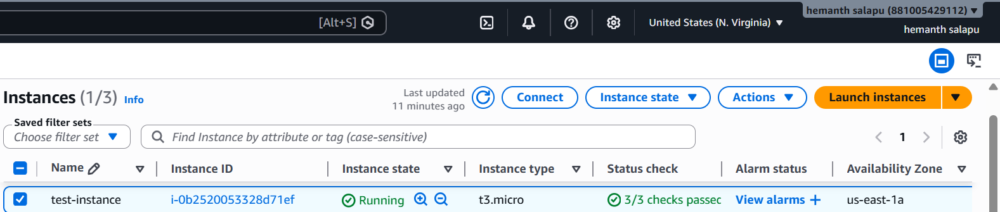 hemanth salapu (881005429112)
[Alt+S]
United States (N. Virginia)
hemanth salapu
Instances (1/3) Info
Last updated
11 minutes ago
Connect
Instance state
Actions
Launch instances
Saved filter sets
Choose filter set
Find Instance by attribute or tag (case-sensitive)
1
Name Instance ID Instance state Instance type Status check Alarm status Availability Zone
test-instance i-0b2520053328d71ef Running t3.micro 3/3 checks passec View alarms + us-east-1a